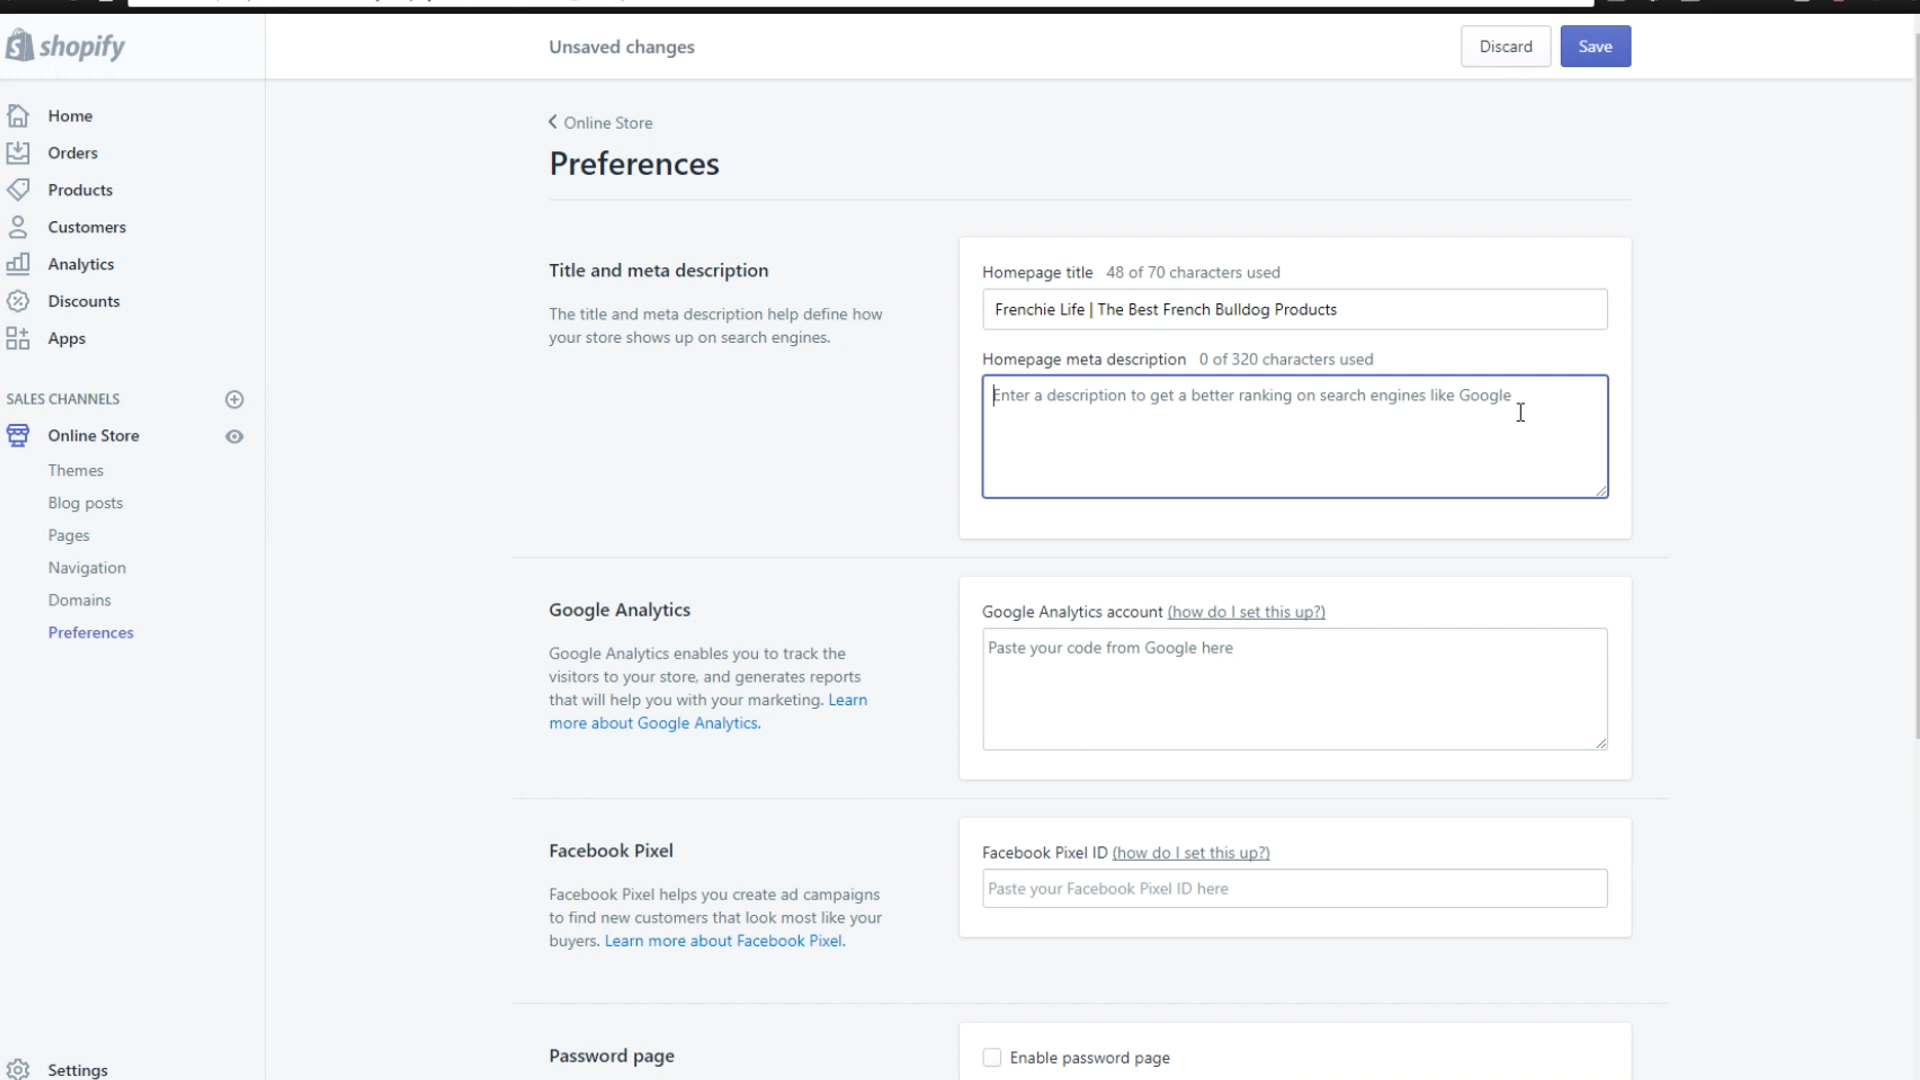 shopify
Unsaved changes
Discard
Save
Home
Orders
Products
Customers
Analytics
Discounts
Apps
SALES CHANNELS
Online Store
Themes
Blog posts
Pages
Navigation
Domains
Preferences
Settings
Online Store
Preferences
Title and meta description
The title and meta description help define how
your store shows up on search engines.
Homepage title 48 of 70 characters used
Frenchie Life | The Best French Bulldog Products
Homepage meta description 0 of 320 characters used
Enter a description to get a better ranking on search engines like Google
Google Analytics
Google Analytics enables you to track the
visitors to your store, and generates reports
that will help you with your marketing. Learn
more about Google Analytics.
Google Analytics account (how do I set this up?)
Paste your code from Google here
Facebook Pixel
Facebook Pixel helps you create ad campaigns
to find new customers that look most like your
buyers. Learn more about Facebook Pixel.
Facebook Pixel ID (how do I set this up?)
Paste your Facebook Pixel ID here
Password page
Enable password page